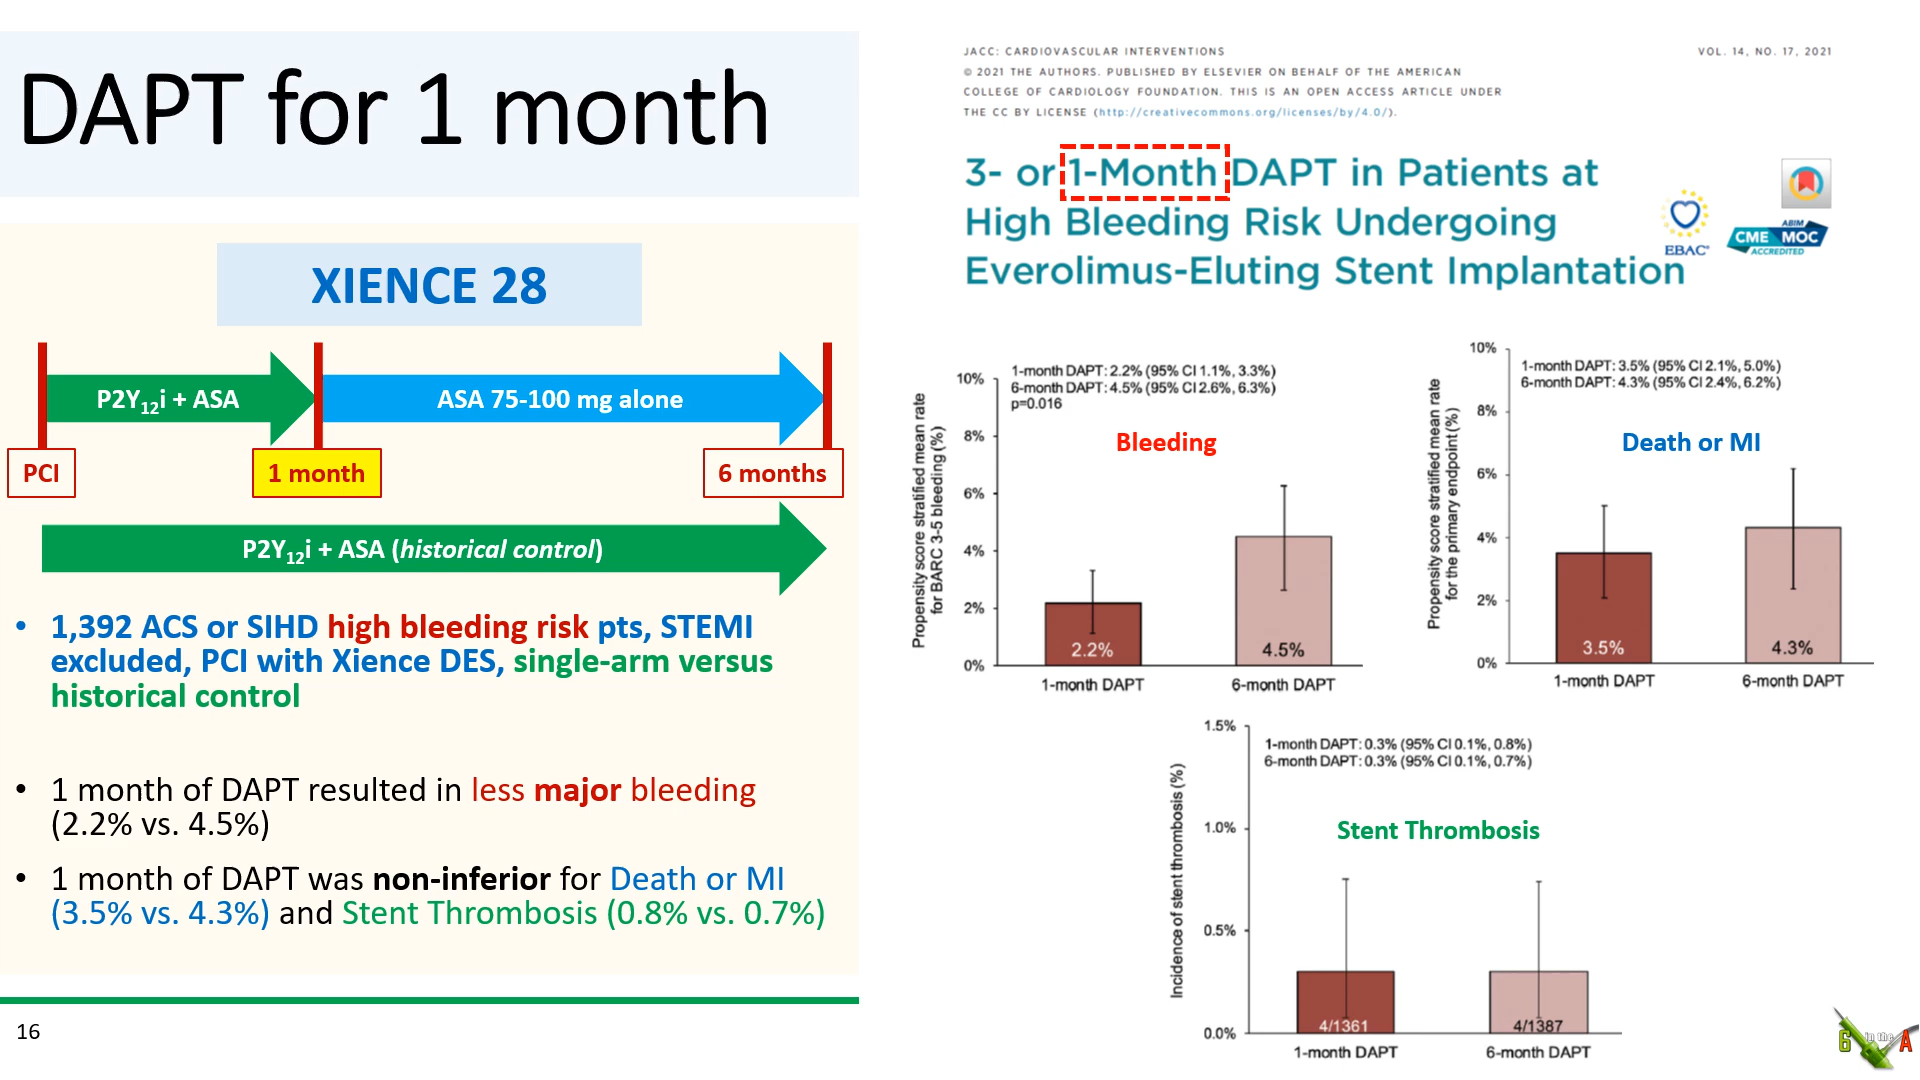 DAPT for 1 month
XIENCE 28
P2Y12i + ASA
ASA 75-100 mg alone
PCI
1 month
6 months
P2Y12i + ASA (historical control)
• 1,392 ACS or SIHD high bleeding risk pts, STEMI
excluded, PCI with Xience DES, single-arm versus
historical control
• 1 month of DAPT resulted in less major bleeding
(2.2% vs. 4.5%)
• 1 month of DAPT was non-inferior for Death or MI
(3.5% vs. 4.3%) and Stent Thrombosis (0.8% vs. 0.7%)
16
JACC: CARDIOVASCULAR INTERVENTIONS
VOL. 14, NO. 17, 2021
© 2021 THE AUTHORS. PUBLISHED BY ELSEVIER ON BEHALF OF THE AMERICAN
COLLEGE OF CARDIOLOGY FOUNDATION. THIS IS AN OPEN ACCESS ARTICLE UNDER
THE CC BY LICENSE (http://creativecommons.org/licenses/by/4.0/).
3- or 1-Month DAPT in Patients at
High Bleeding Risk Undergoing
Everolimus-Eluting Stent Implantation
EBAC®
ABIM
CME MOC
ACCREDITED
Propensity score stratified mean rate
for BARC 3-5 bleeding (%)
10%
8%
6%
4%
2%
0%
1-month DAPT: 2.2% (95% CI 1.1%, 3.3%)
6-month DAPT: 4.5% (95% CI 2.6%, 6.3%)
p=0.016
Bleeding
2.2%
4.5%
1-month DAPT
6-month DAPT
Propensity score stratified mean rate
for the primary endpoint (%)
10%
8%
6%
4%
2%
0%
1-month DAPT: 3.5% (95% CI 2.1%, 5.0%)
6-month DAPT: 4.3% (95% CI 2.4%, 6.2%)
Death or MI
3.5%
4.3%
1-month DAPT
6-month DAPT
Incidence of stent thrombosis (%)
1.5%
1.0%
0.5%
0.0%
1-month DAPT: 0.3% (95% CI 0.1%, 0.8%)
6-month DAPT: 0.3% (95% CI 0.1%, 0.7%)
Stent Thrombosis
4/1361
4/1387
1-month DAPT
6-month DAPT
6 in the A